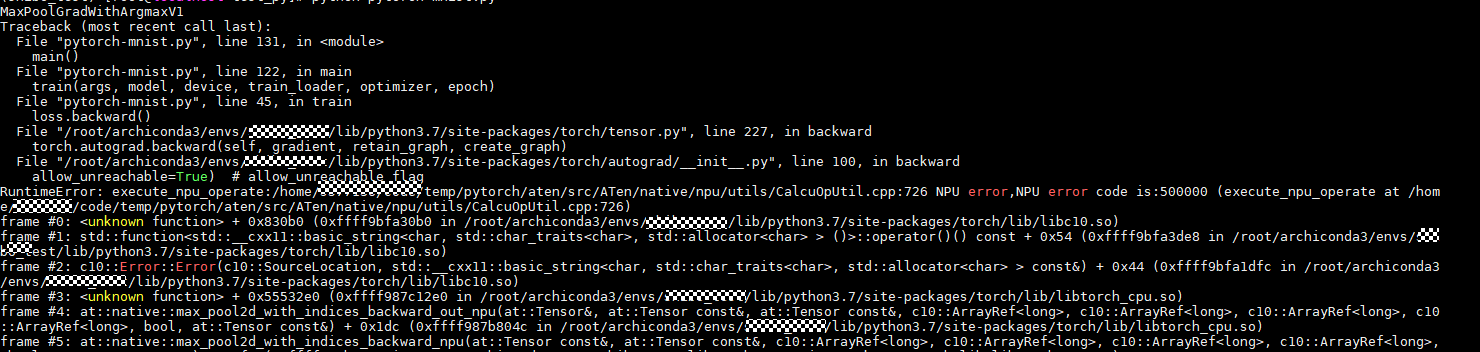 MaxPoolGradWithArgmaxV1
Traceback (most recent call last):
  File "pytorch-mnist.py", line 131, in <module>
    main()
  File "pytorch-mnist.py", line 122, in main
    train(args, model, device, train_loader, optimizer, epoch)
  File "pytorch-mnist.py", line 45, in train
    loss.backward()
  File "/root/archiconda3/envs/ /lib/python3.7/site-packages/torch/tensor.py", line 227, in backward
    torch.autograd.backward(self, gradient, retain_graph, create_graph)
  File "/root/archiconda3/envs/ /lib/python3.7/site-packages/torch/autograd/__init__.py", line 100, in backward
    allow_unreachable=True)  # allow_unreachable flag
RuntimeError: execute_npu_operate:/home/ temp/pytorch/aten/src/ATen/native/npu/utils/CalcuOpUtil.cpp:726 NPU error,NPU error code is:500000 (execute_npu_operate at /hom
e/ /code/temp/pytorch/aten/src/ATen/native/npu/utils/CalcuOpUtil.cpp:726)
frame #0: <unknown function> + 0x830b0 (0xffff9bfa30b0 in /root/archiconda3/envs/ /lib/python3.7/site-packages/torch/lib/libc10.so)
frame #1: std::function<std::__cxx11::basic_string<char, std::char_traits<char>, std::allocator<char> > ()>::operator()() const + 0x54 (0xffff9bfa3de8 in /root/archiconda3/envs/
est/lib/python3.7/site-packages/torch/lib/libc10.so)
frame #2: c10::Error::Error(c10::SourceLocation, std::__cxx11::basic_string<char, std::char_traits<char>, std::allocator<char> > const&) + 0x44 (0xffff9bfa1dfc in /root/archiconda3
/envs/ /lib/python3.7/site-packages/torch/lib/libc10.so)
frame #3: <unknown function> + 0x55532e0 (0xffff987c12e0 in /root/archiconda3/envs/ /lib/python3.7/site-packages/torch/lib/libtorch_cpu.so)
frame #4: at::native::max_pool2d_with_indices_backward_out_npu(at::Tensor&, at::Tensor const&, at::Tensor const&, c10::ArrayRef<long>, c10::ArrayRef<long>, c10::ArrayRef<long>, c10
::ArrayRef<long>, bool, at::Tensor const&) + 0x1dc (0xffff987b804c in /root/archiconda3/envs/ /lib/python3.7/site-packages/torch/lib/libtorch_cpu.so)
frame #5: at::native::max_pool2d_with_indices_backward_npu(at::Tensor const&, at::Tensor const&, c10::ArrayRef<long>, c10::ArrayRef<long>, c10::ArrayRef<long>, c10::ArrayRef<long>,